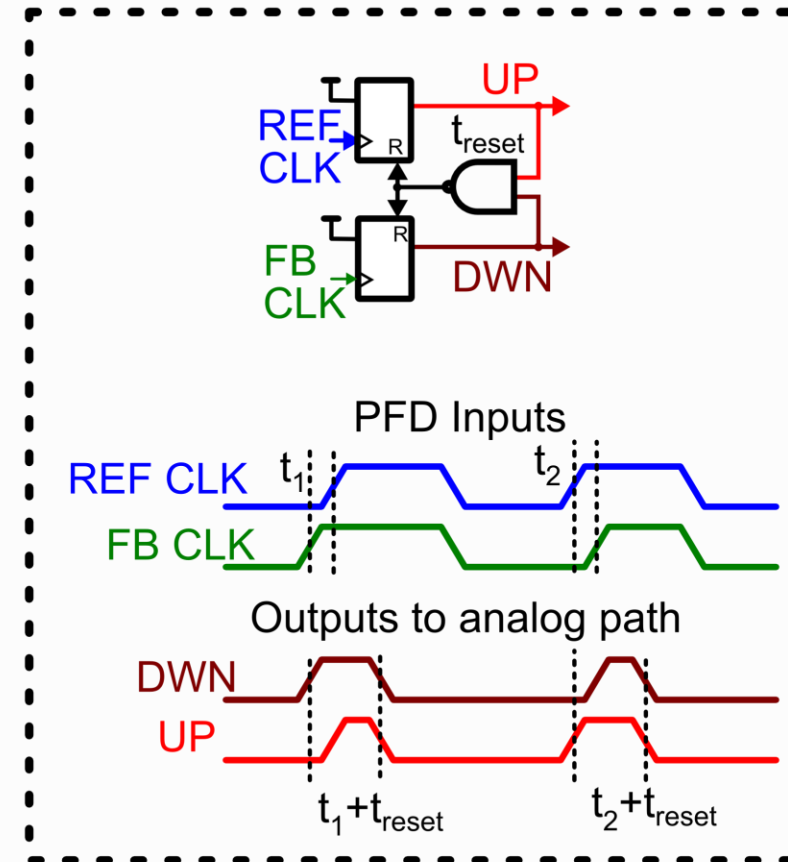 UP
REF
CLK
R
t_reset
R
FB
CLK
DWN
PFD Inputs
t_1
t_2
REF CLK
FB CLK
Outputs to analog path
DWN
UP
t_1+t_reset
t_2+t_reset